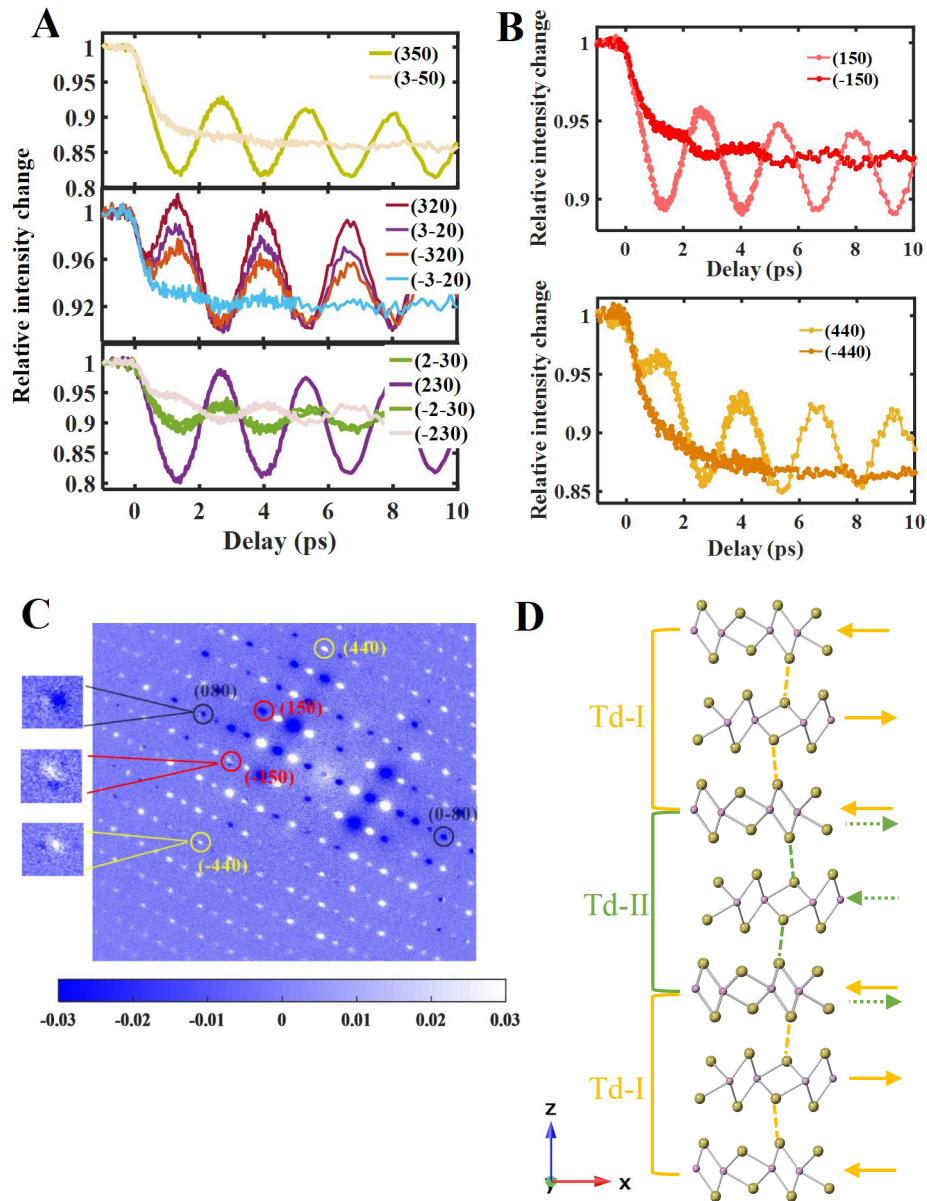 A
Relative intensity change
1
0.95
0.9
0.85
0.8
(350)
(3-50)
1
0.96
0.92
(320)
(3-20)
(-320)
(-3-20)
1
0.95
0.9
0.85
0.8
(2-30)
(230)
(-2-30)
(-230)
0 2 4 6 8 10
Delay (ps)
B
Relative intensity change
1
0.95
0.9
(150)
(-150)
0 2 4 6 8 10
Delay (ps)
Relative intensity change
1
0.95
0.9
0.85
(440)
(-440)
0 2 4 6 8 10
Delay (ps)
C
(440)
(080)
(150)
(-150)
(0-80)
(-440)
-0.03 -0.02 -0.01 0 0.01 0.02 0.03
D
Td-I
Td-II
Td-I
z
y
x